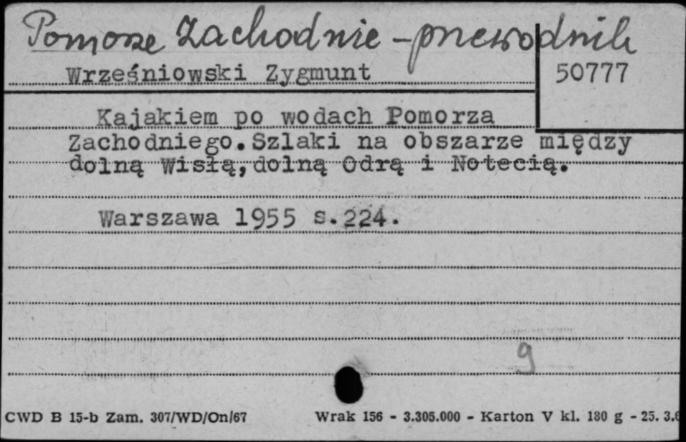 Pomorze Zachodnie - przewodnik
Wrześniowski Zygmunt
50777
Kajakiem po wodach Pomorza
Zachodniego. Szlaki na obszarze między
dolną Wisłą, dolną Odrą i Notecią.
Warszawa 1955 s.224.
9
CWD B 15-b Zam. 307/WD/On/67
Wrak 156 - 3.305.000 - Karton V kl. 180 g - 25. 3.6